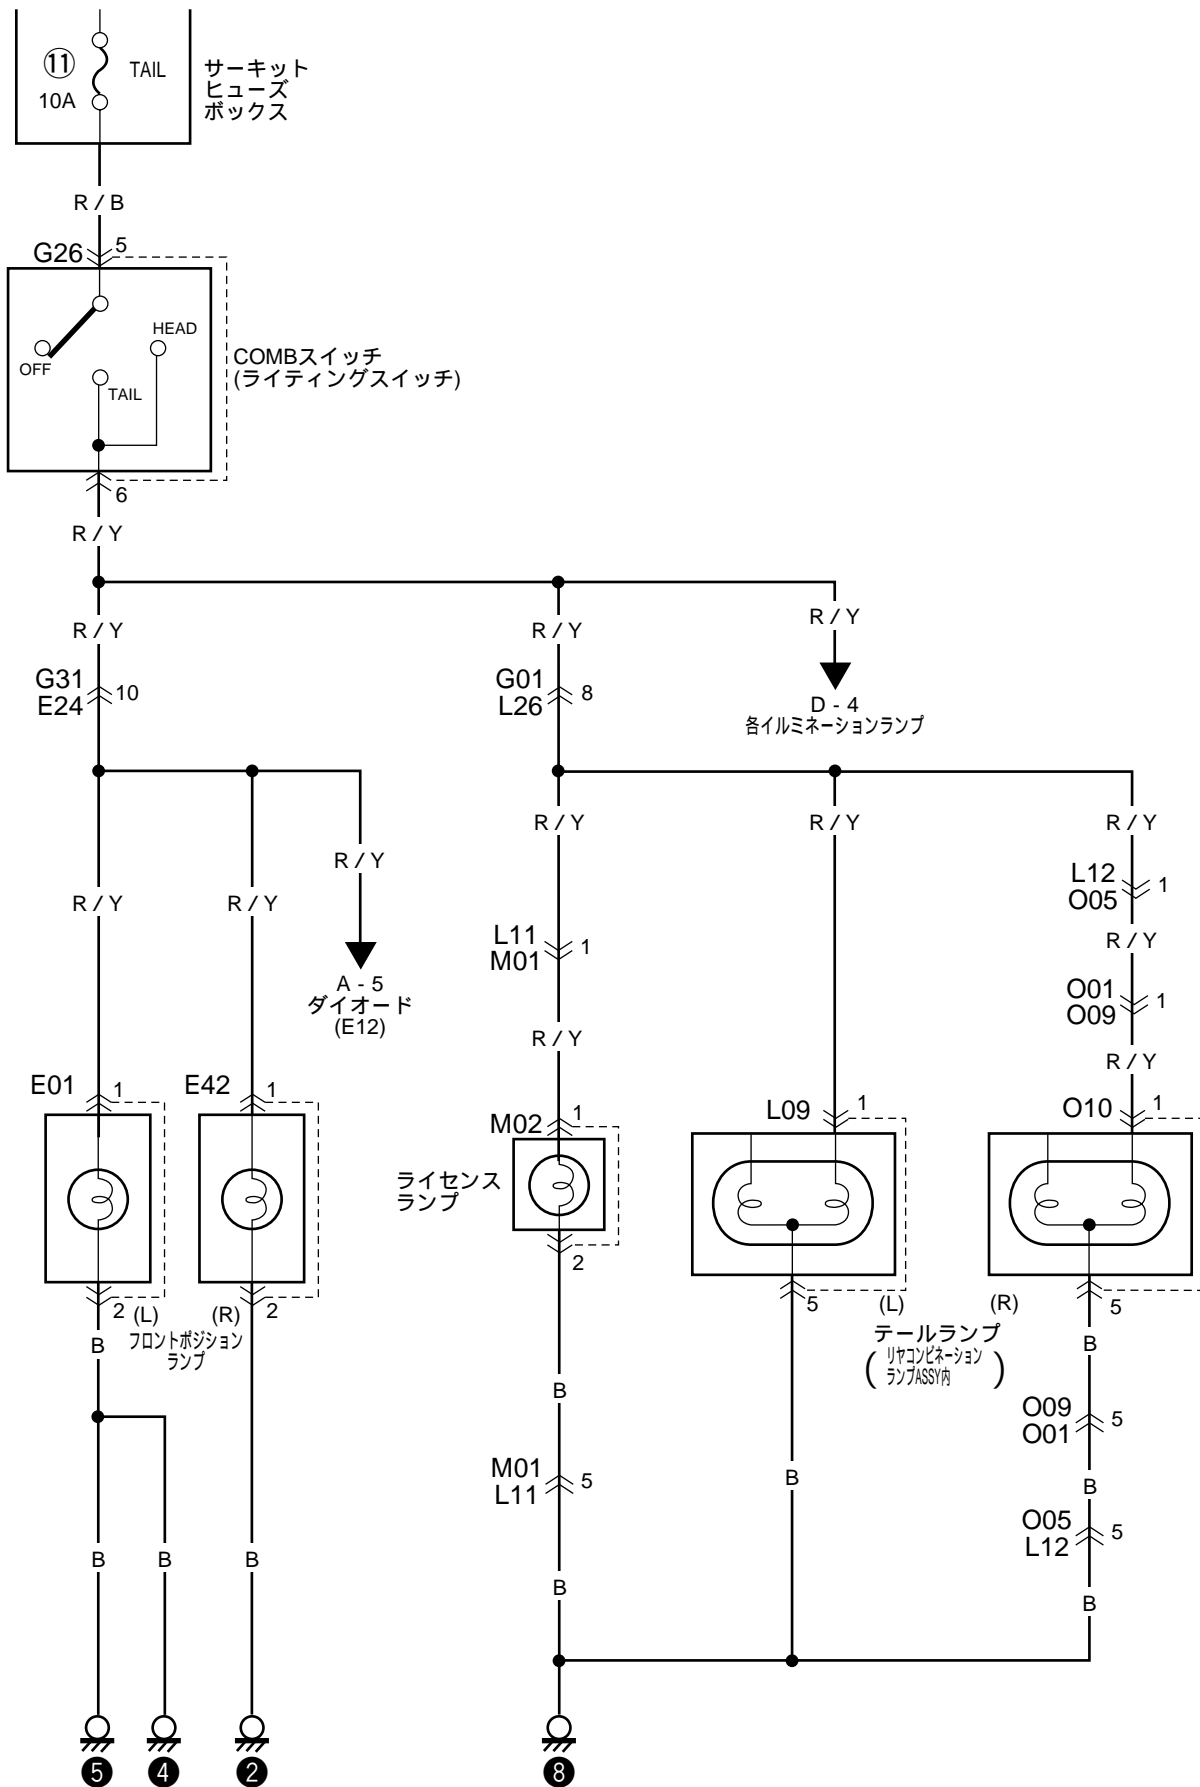 ⑪
TAIL
10A
サーキット
ヒューズ
ボックス
R / B
G26
5
HEAD
OFF
TAIL
COMBスイッチ
(ライティングスイッチ)
6
R / Y
R / Y
R / Y
R / Y
G31
E24
10
G01
L26
8
D - 4
各イルミネーションランプ
R / Y
R / Y
R / Y
R / Y
R / Y
R / Y
L12
O05
1
L11
M01
1
R / Y
A - 5
ダイオード
(E12)
O01
O09
1
R / Y
R / Y
E01
1
E42
1
M02
1
L09
1
O10
1
ライセンス
ランプ
2
(L)
(R)
2
フロントポジション
ランプ
2
5
(L)
(R)
5
テールランプ
(リヤコンビネーション
ランプASSY内)
B
B
B
O09
O01
5
M01
L11
5
B
B
O05
L12
5
B
B
B
B
B
5
4
2
8